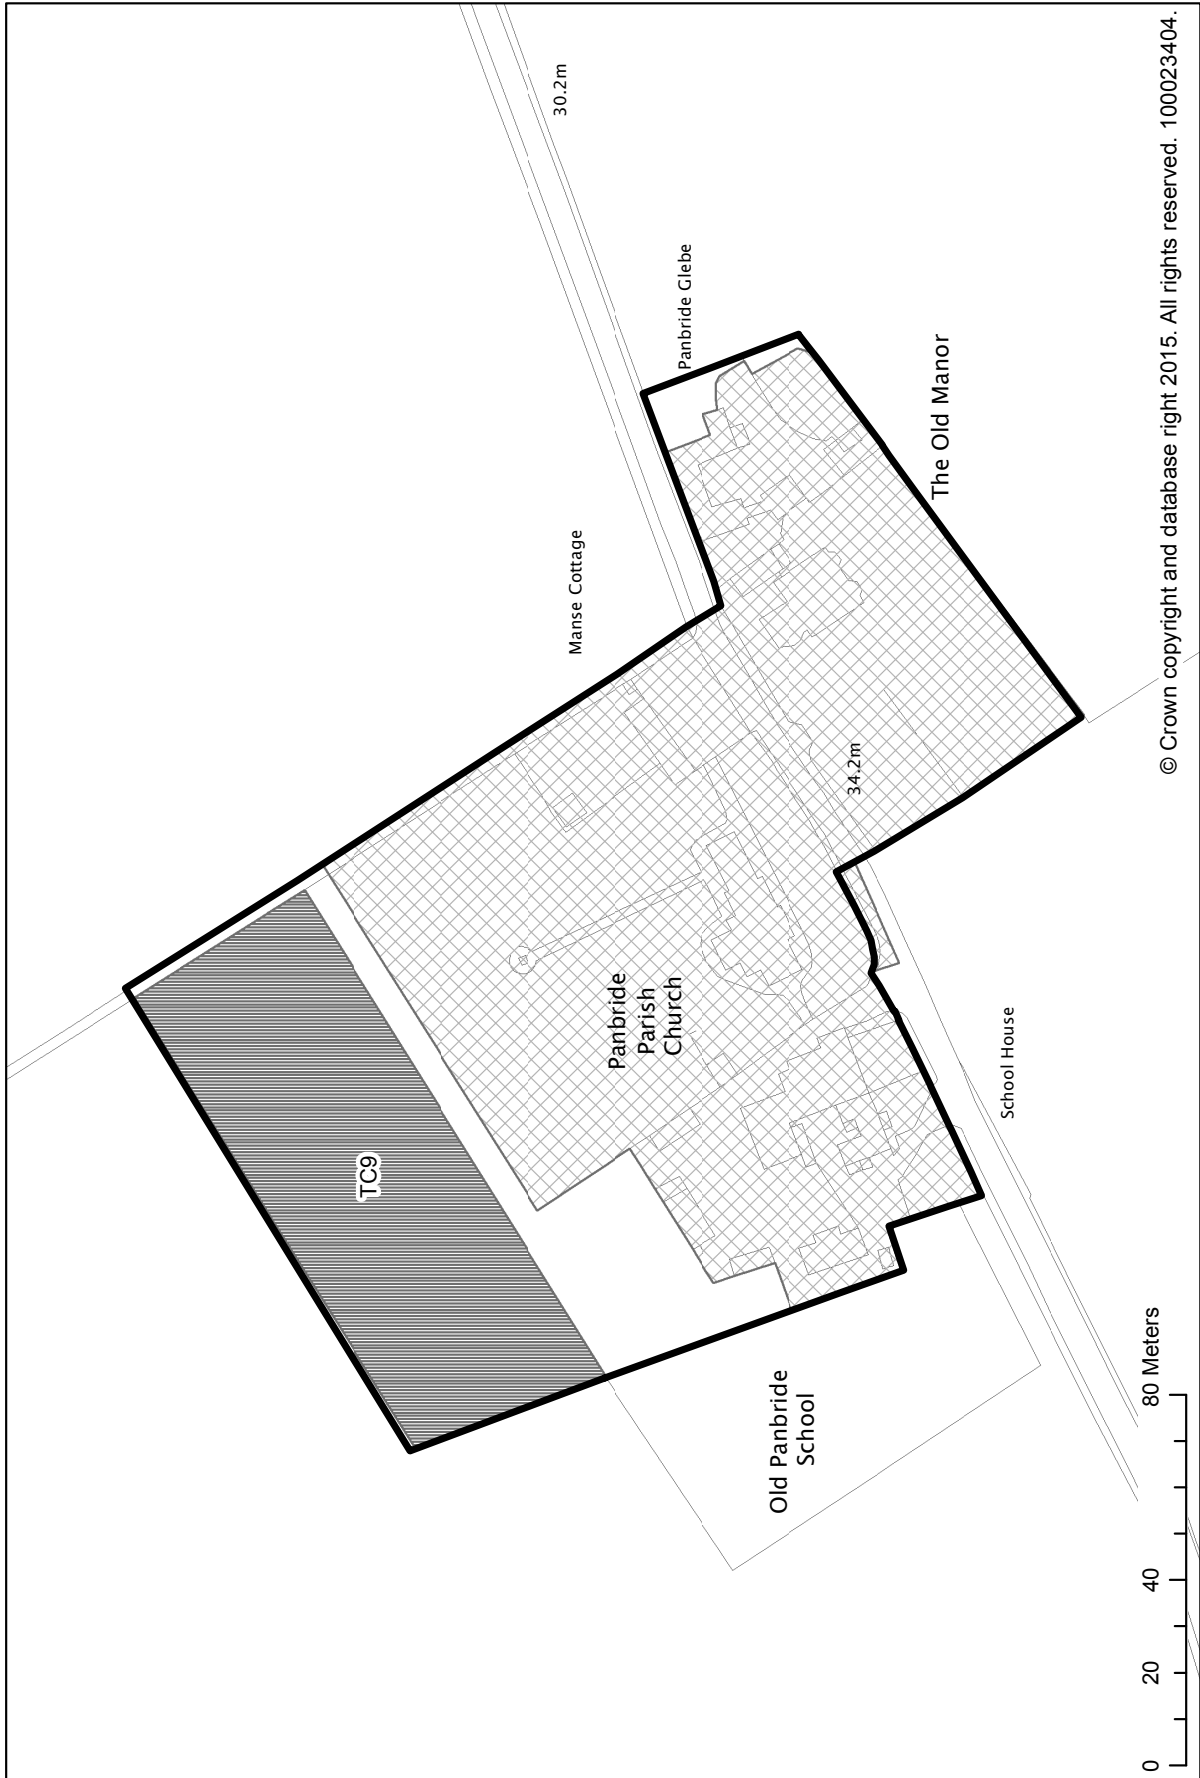 TC9
Manse Cottage
30.2m
Panbride Glebe
Panbride
Parish
Church
34.2m
The Old Manor
Old Panbride
School
School House
0 20 40 80 Meters
© Crown copyright and database right 2015. All rights reserved. 100023404.